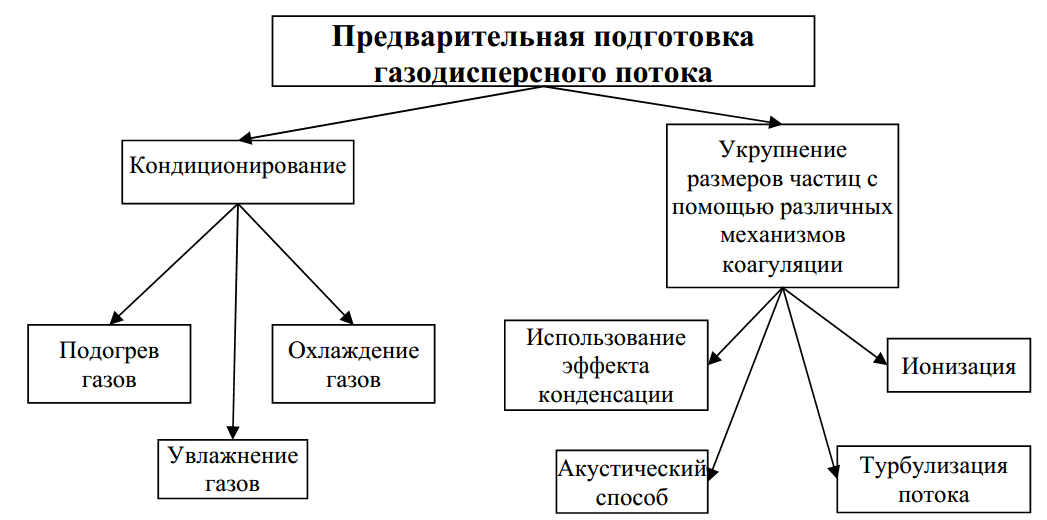 Предварительная подготовка
газодисперсного потока
Кондиционирование
Укрупнение
размеров частиц с
помощью различных
механизмов
коагуляции
Подогрев
газов
Охлаждение
газов
Увлажнение
газов
Использование
эффекта
конденсации
Ионизация
Акустический
способ
Турбулизация
потока